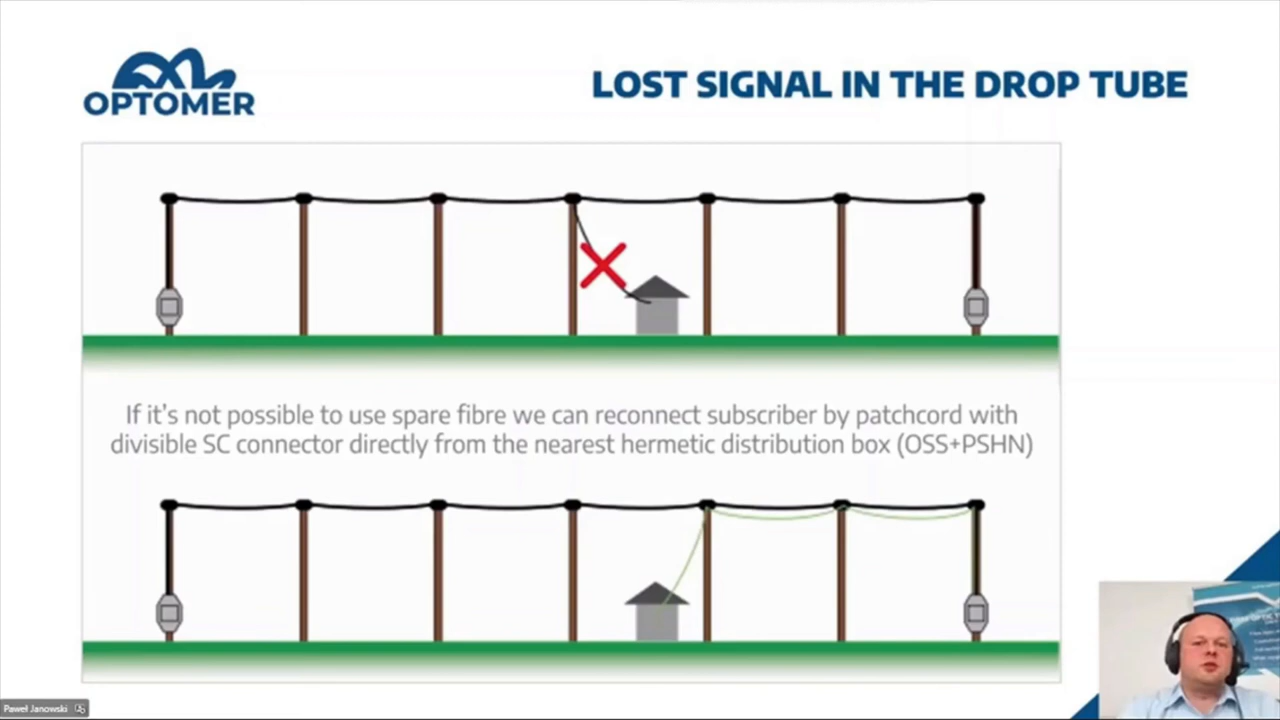 OPTOMER
LOST SIGNAL IN THE DROP TUBE
If it's not possible to use spare fibre we can reconnect subscriber by patchcord with
divisible SC connector directly from the nearest hermetic distribution box (OSS+PSHN)
Paweł Janowski